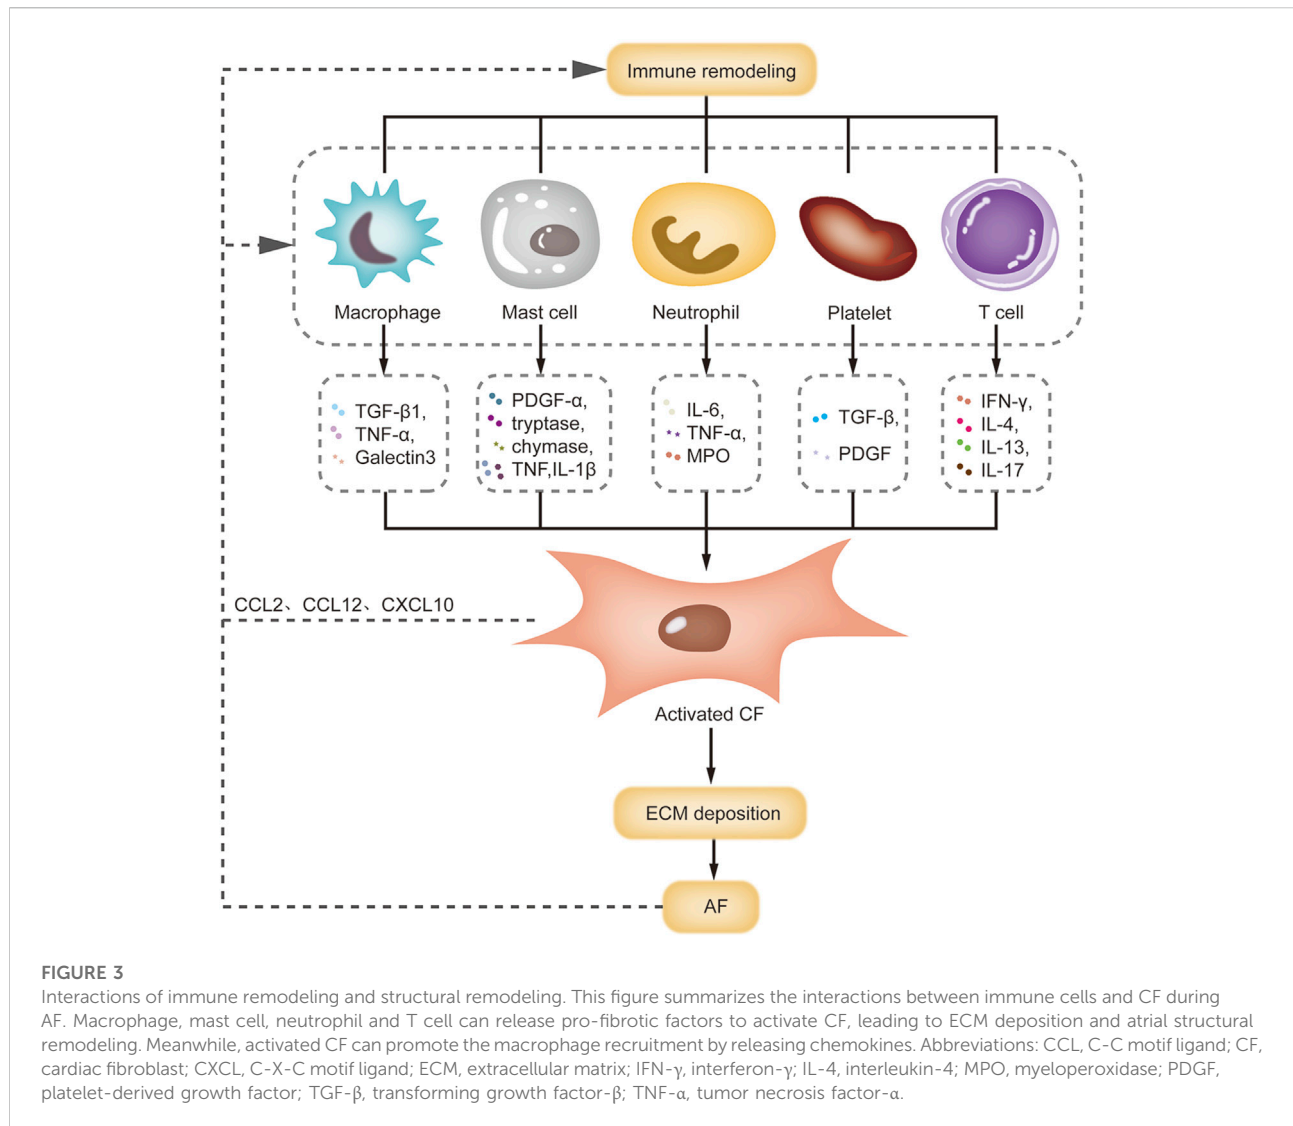 Immune remodeling
Macrophage
Mast cell
Neutrophil
Platelet
T cell
TGF-β1,
TNF-α,
Galectin3
PDGF-α,
tryptase,
chymase,
TNF,IL-1β
IL-6,
TNF-α,
MPO
TGF-β,
PDGF
IFN-γ,
IL-4,
IL-13,
IL-17
CCL2、CCL12、CXCL10
Activated CF
ECM deposition
AF
FIGURE 3
Interactions of immune remodeling and structural remodeling. This figure summarizes the interactions between immune cells and CF during
AF. Macrophage, mast cell, neutrophil and T cell can release pro-fibrotic factors to activate CF, leading to ECM deposition and atrial structural
remodeling. Meanwhile, activated CF can promote the macrophage recruitment by releasing chemokines. Abbreviations: CCL, C-C motif ligand; CF,
cardiac fibroblast; CXCL, C-X-C motif ligand; ECM, extracellular matrix; IFN-γ, interferon-γ; IL-4, interleukin-4; MPO, myeloperoxidase; PDGF,
platelet-derived growth factor; TGF-β, transforming growth factor-β; TNF-α, tumor necrosis factor-α.